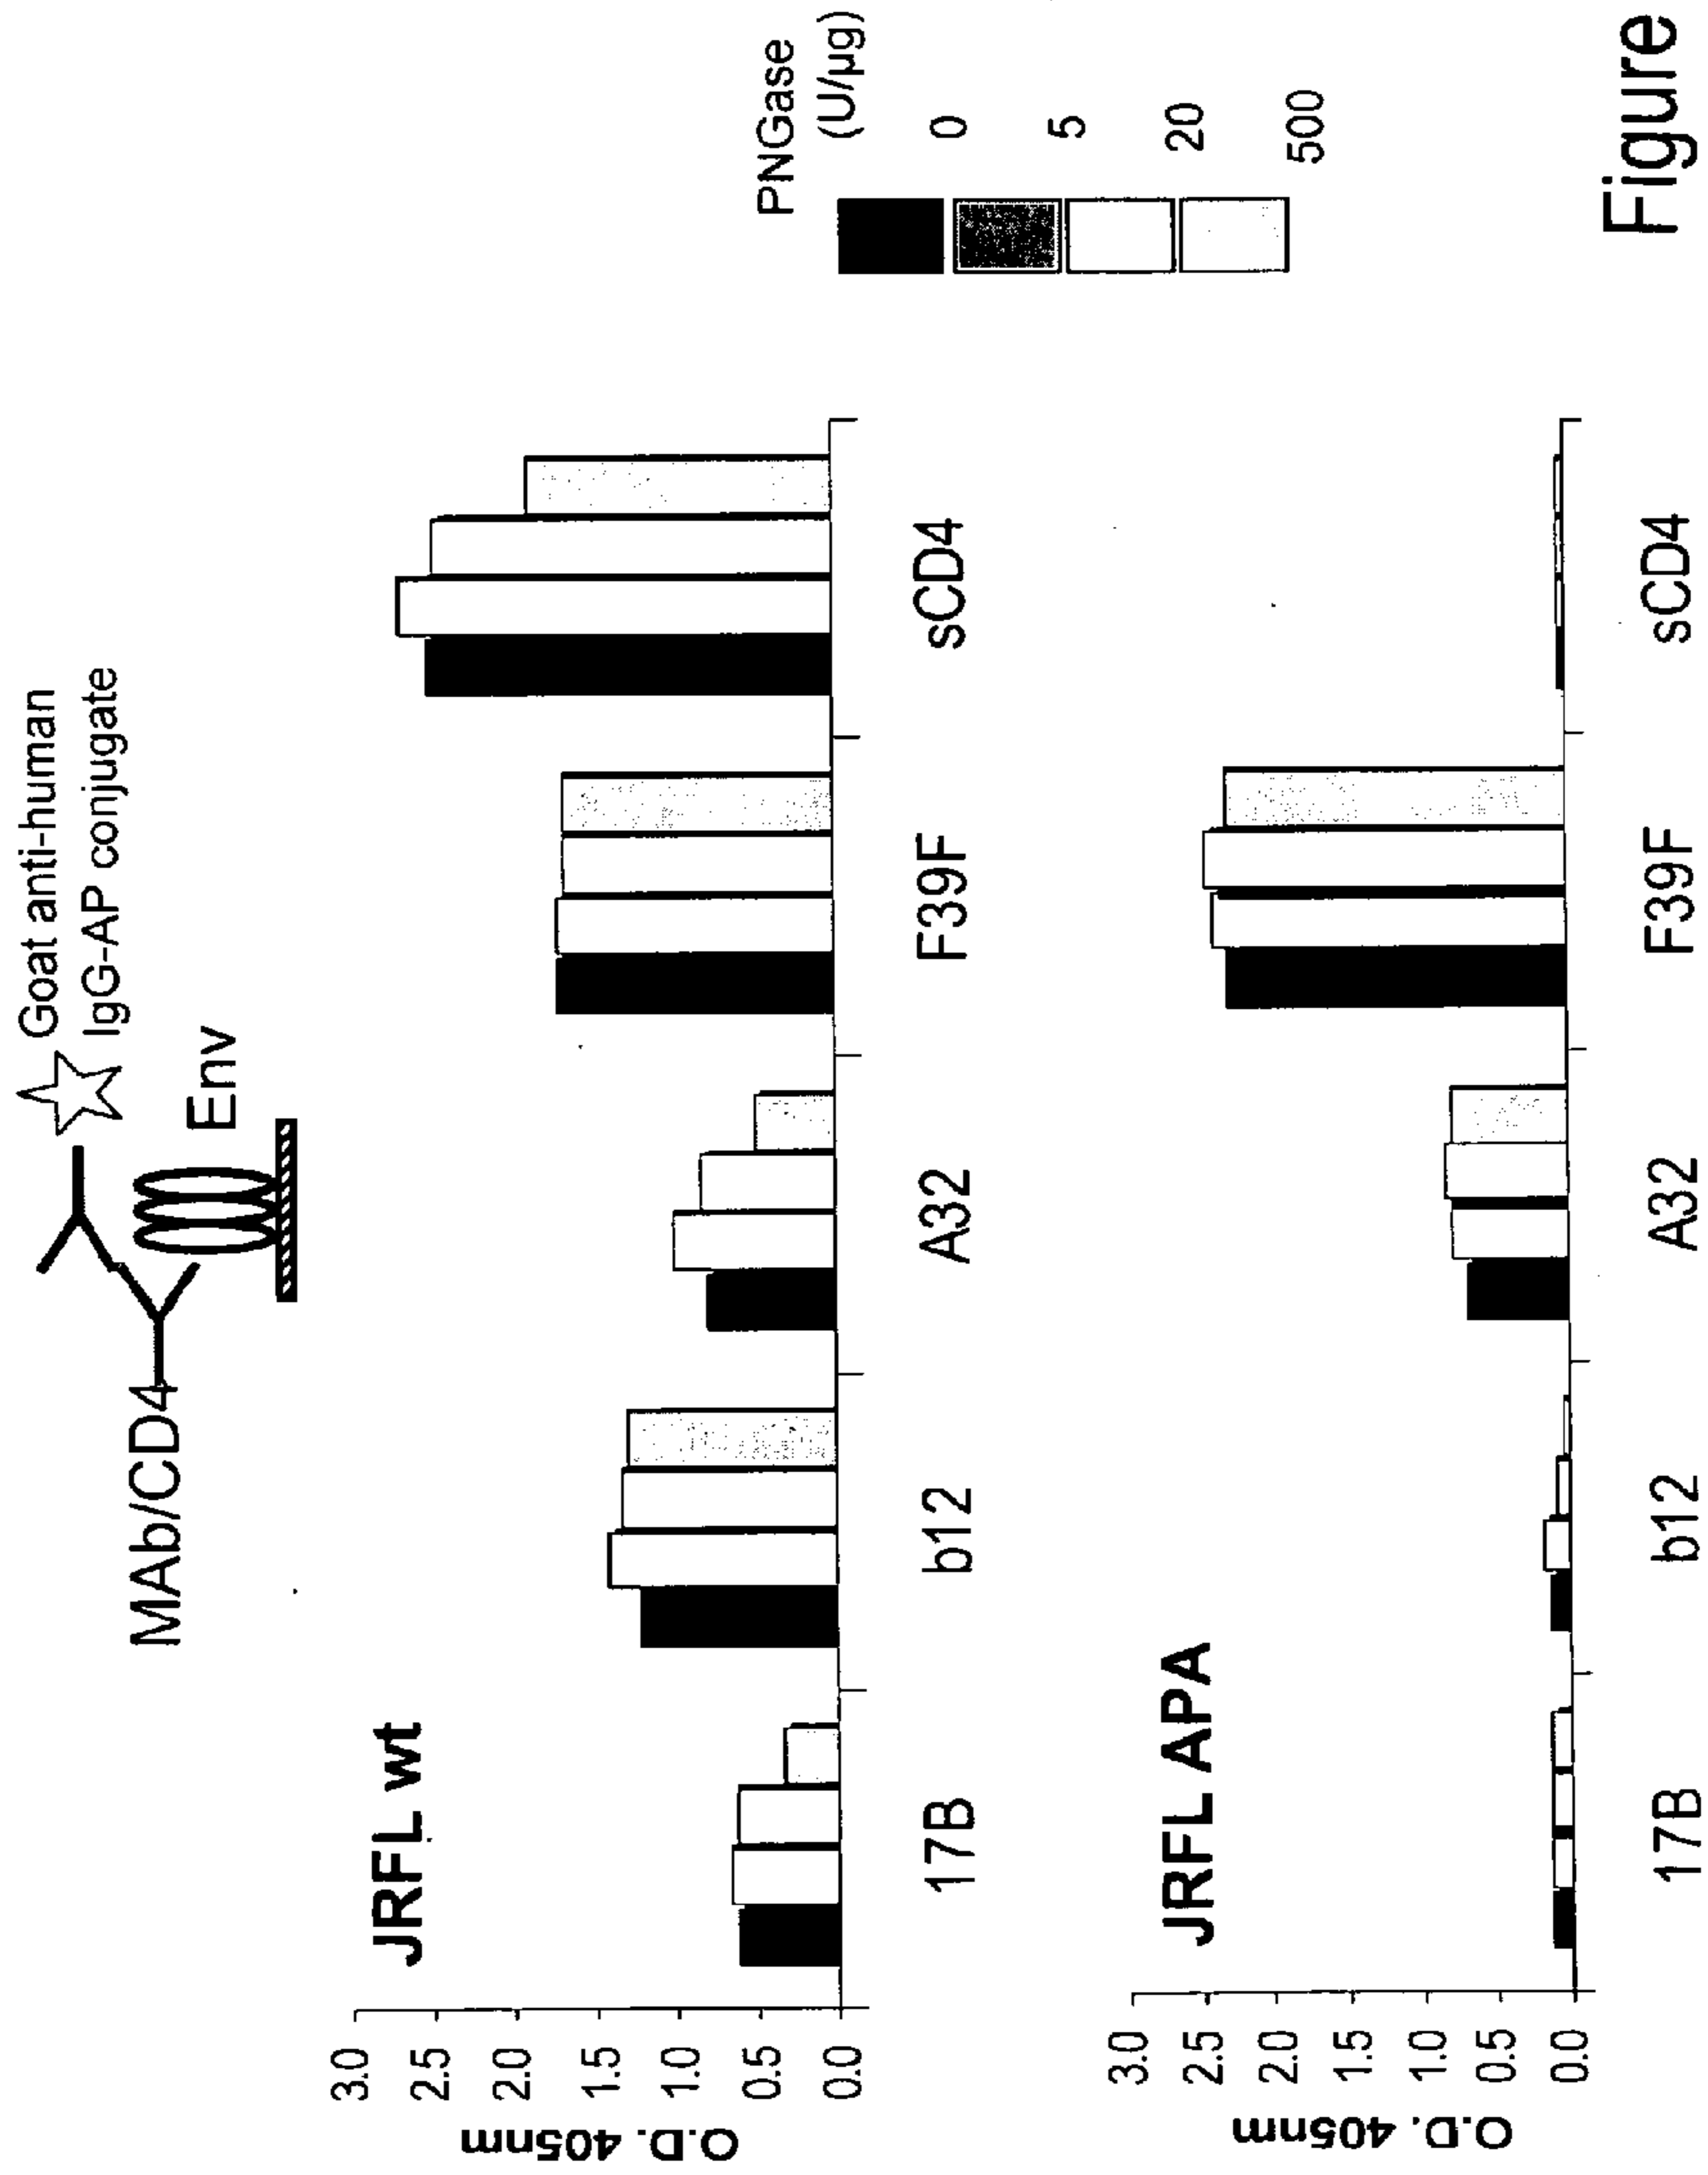 Goat anti-human
IgG-AP conjugate
MAb/CD4
Env
JRFL wt
O.D. 405nm
3.0
2.5
2.0
1.5
1.0
0.5
0.0
17B
b12
A32
F39F
sCD4
PNGase
(U/µg)
0
5
20
500
JRFL APA
O.D. 405nm
3.0
2.5
2.0
1.5
1.0
0.5
0.0
17B
b12
A32
F39F
sCD4
Figure